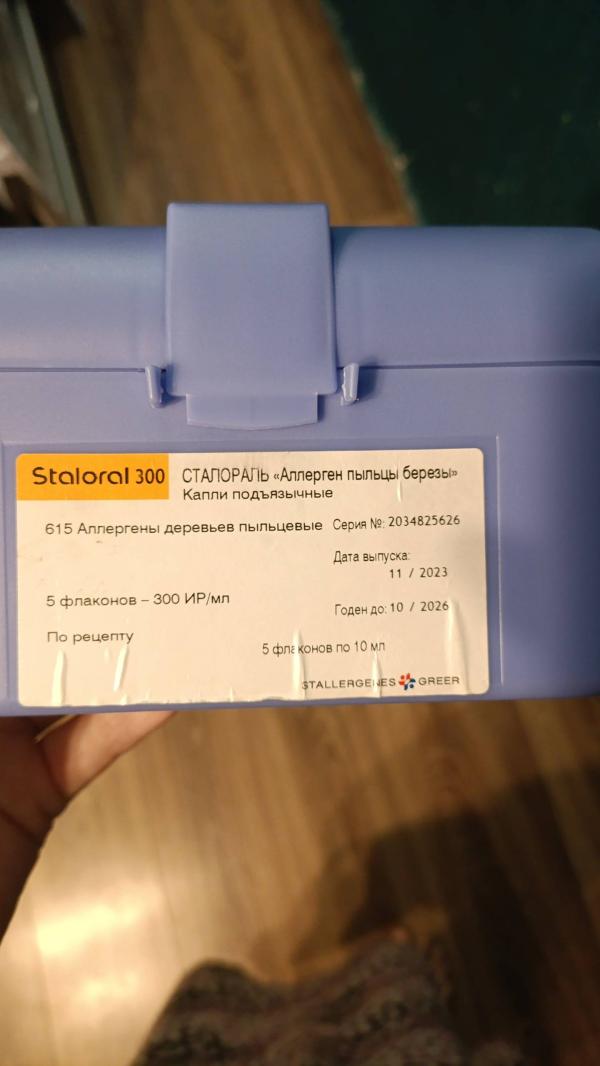 Staloral 300
СТАЛОРАЛЬ «Аллерген пыльцы березы»
Капли подъязычные
615 Аллергены деревьев пыльцевые
Серия №: 2034825626
Дата выпуска:
11 / 2023
5 флаконов – 300 ИР/мл
Годен до: 10 / 2026
По рецепту
5 флаконов по 10 мл
STALLERGENES GREER